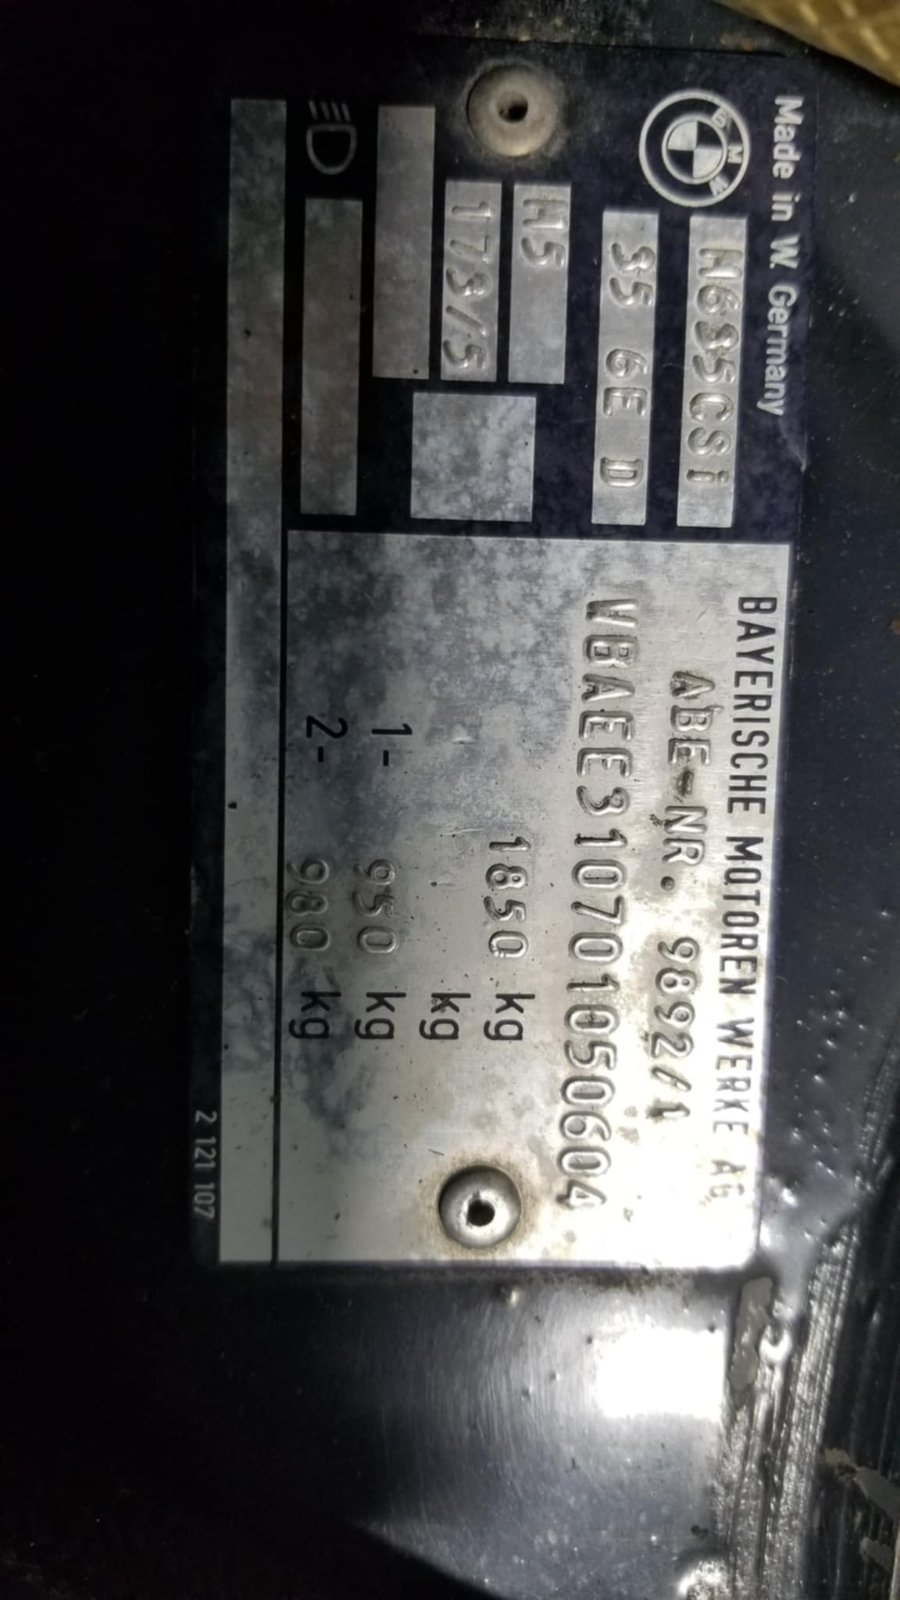 Made in W. Germany
BMW
M635CSi
35 6E D
M5
173/5
BAYERISCHE MOTOREN WERKE AG
ABE-NR. 9892/1
WBAEE310701050604
1850 kg
kg
1- 950 kg
2- 980 kg
2 121 107